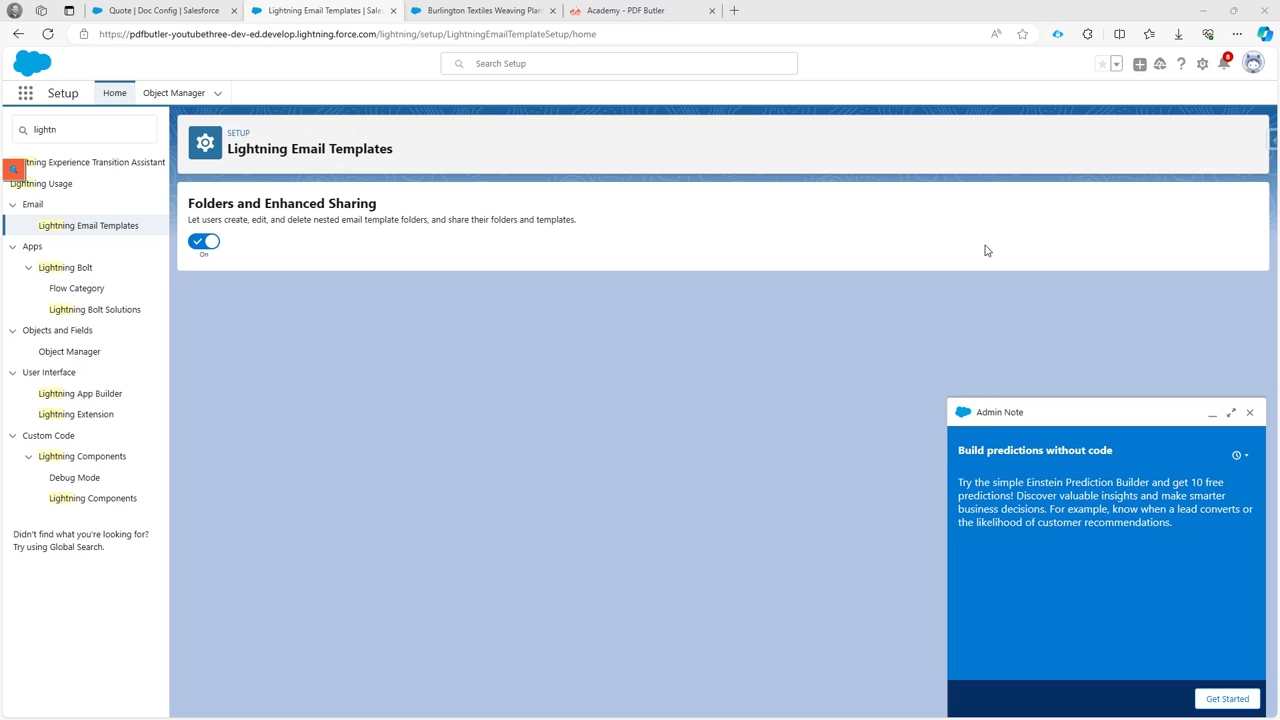 Quote | Doc Config | Salesforce
Lightning Email Templates | Sale
Burlington Textiles Weaving Plan
Academy - PDF Butler
https://pdfbutler-youtubethree-dev-ed.develop.lightning.force.com/lightning/setup/LightningEmailTemplateSetup/home
Search Setup
8
Setup
Home
Object Manager
lightn
tning Experience Transition Assistant
Lightning Usage
Email
Lightning Email Templates
Apps
Lightning Bolt
Flow Category
Lightning Bolt Solutions
Objects and Fields
Object Manager
User Interface
Lightning App Builder
Lightning Extension
Custom Code
Lightning Components
Debug Mode
Lightning Components
Didn't find what you're looking for?
Try using Global Search.
SETUP
Lightning Email Templates
Folders and Enhanced Sharing
Let users create, edit, and delete nested email template folders, and share their folders and templates.
On
Admin Note
Build predictions without code
Try the simple Einstein Prediction Builder and get 10 free
predictions! Discover valuable insights and make smarter
business decisions. For example, know when a lead converts or
the likelihood of customer recommendations.
Get Started